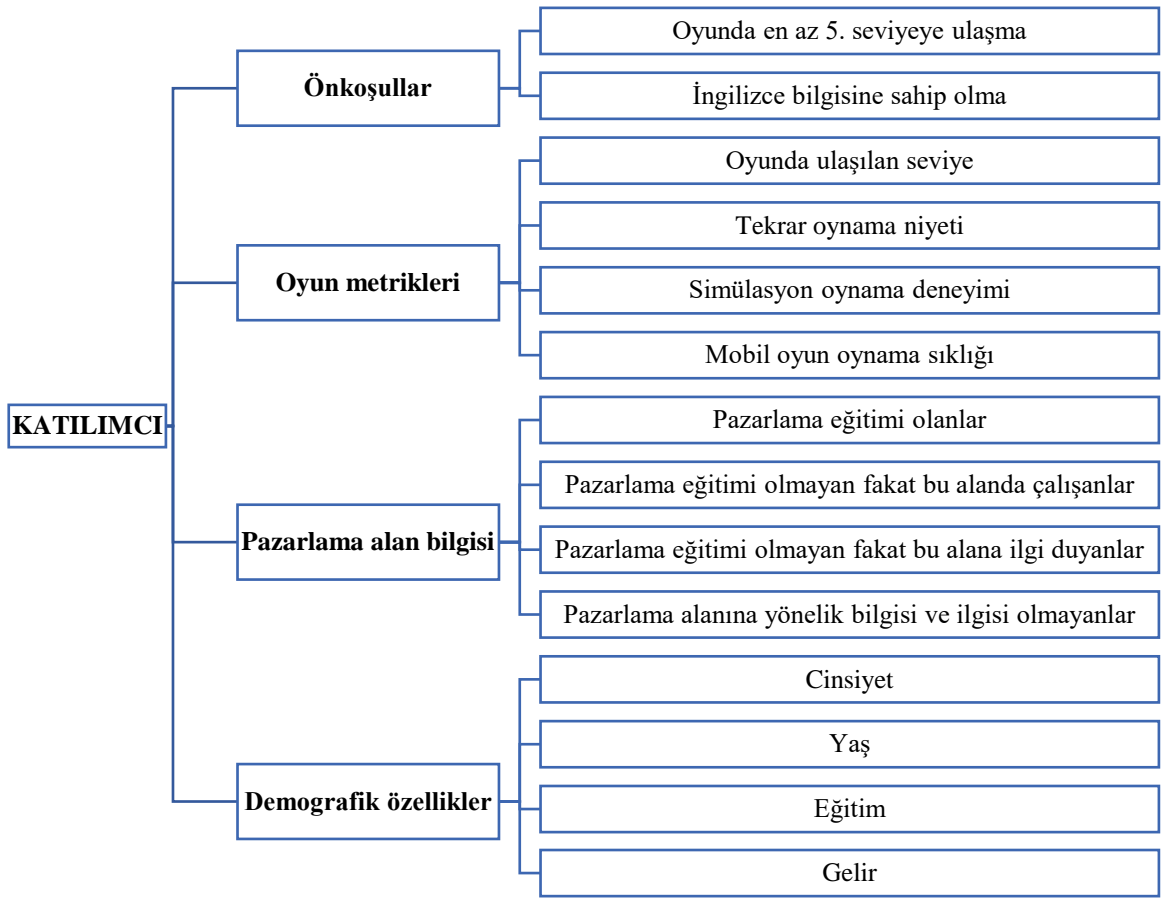 KATILIMCI
Önkoşullar
Oyunda en az 5. seviyeye ulaşma
İngilizce bilgisine sahip olma
Oyun metrikleri
Oyunda ulaşılan seviye
Tekrar oynama niyeti
Simülasyon oynama deneyimi
Mobil oyun oynama sıklığı
Pazarlama alan bilgisi
Pazarlama eğitimi olanlar
Pazarlama eğitimi olmayan fakat bu alanda çalışanlar
Pazarlama eğitimi olmayan fakat bu alana ilgi duyanlar
Pazarlama alanına yönelik bilgisi ve ilgisi olmayanlar
Demografik özellikler
Cinsiyet
Yaş
Eğitim
Gelir